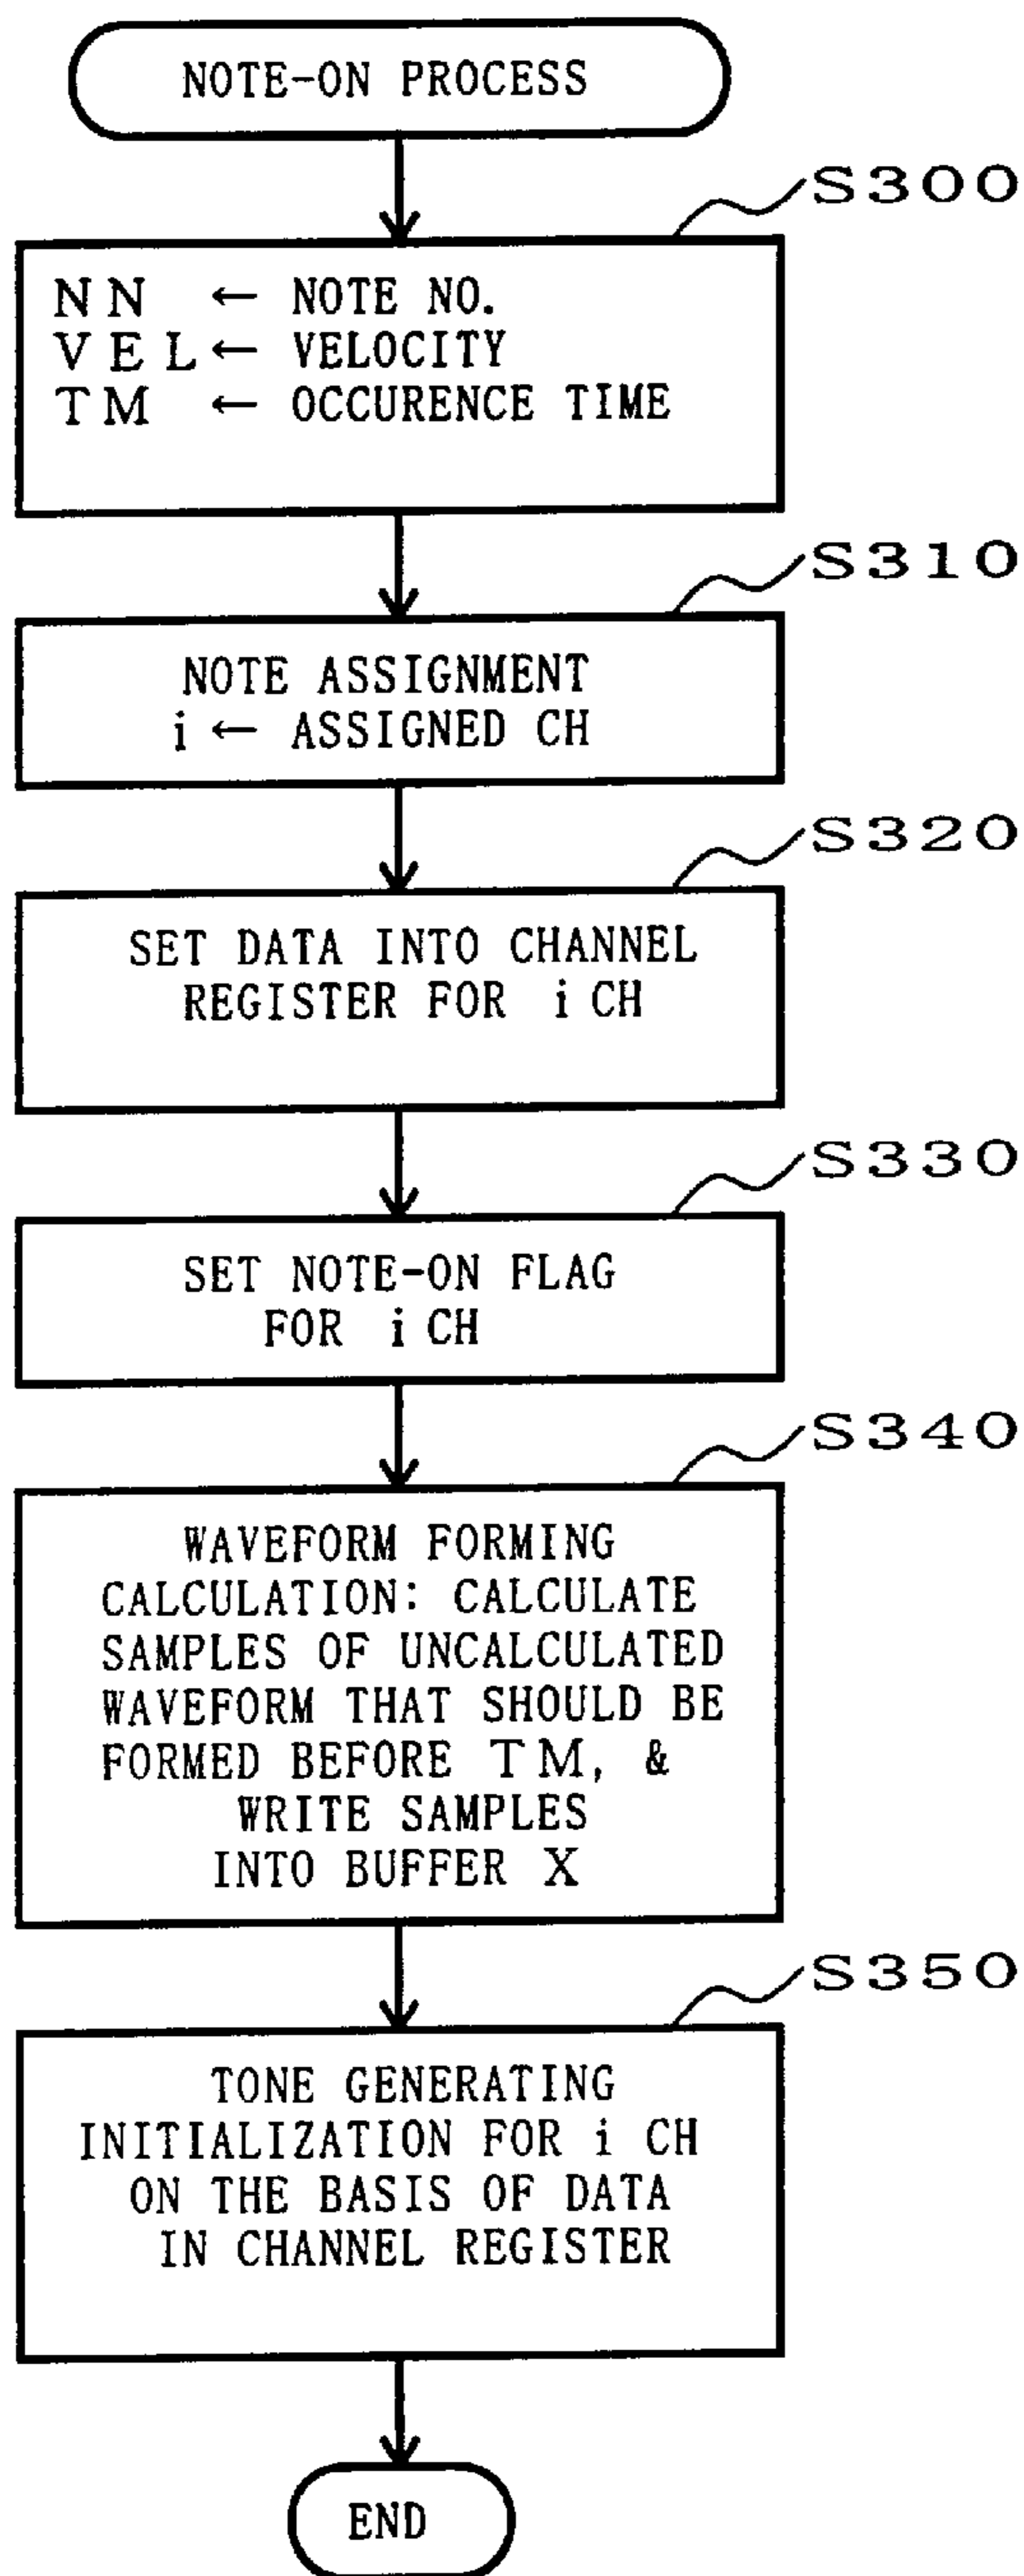 NOTE-ON PROCESS
S300
NN ← NOTE NO.
VEL ← VELOCITY
TM ← OCCURENCE TIME
S310
NOTE ASSIGNMENT
i ← ASSIGNED CH
S320
SET DATA INTO CHANNEL
REGISTER FOR i CH
S330
SET NOTE-ON FLAG
FOR i CH
S340
WAVEFORM FORMING
CALCULATION: CALCULATE
SAMPLES OF UNCALCULATED
WAVEFORM THAT SHOULD BE
FORMED BEFORE TM, &
WRITE SAMPLES
INTO BUFFER X
S350
TONE GENERATING
INITIALIZATION FOR i CH
ON THE BASIS OF DATA
IN CHANNEL REGISTER
END